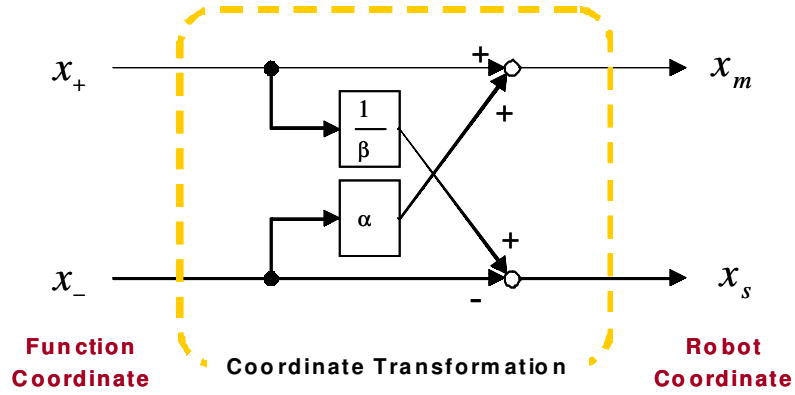 x₊
+
xₘ
+
1
β
α
+
x₋
-
xₛ
Function
Coordinate
Coordinate Transformation
Robot
Coordinate